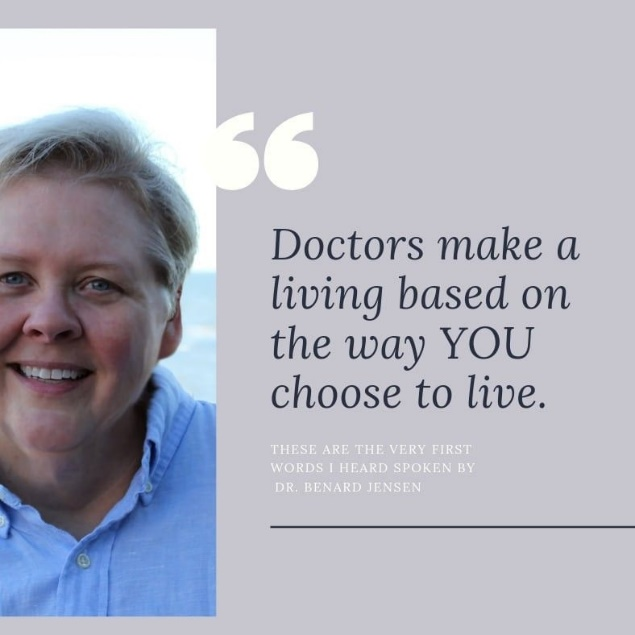 “
Doctors make a
living based on
the way YOU
choose to live.
THESE ARE THE VERY FIRST
WORDS I HEARD SPOKEN BY
DR. BENARD JENSEN